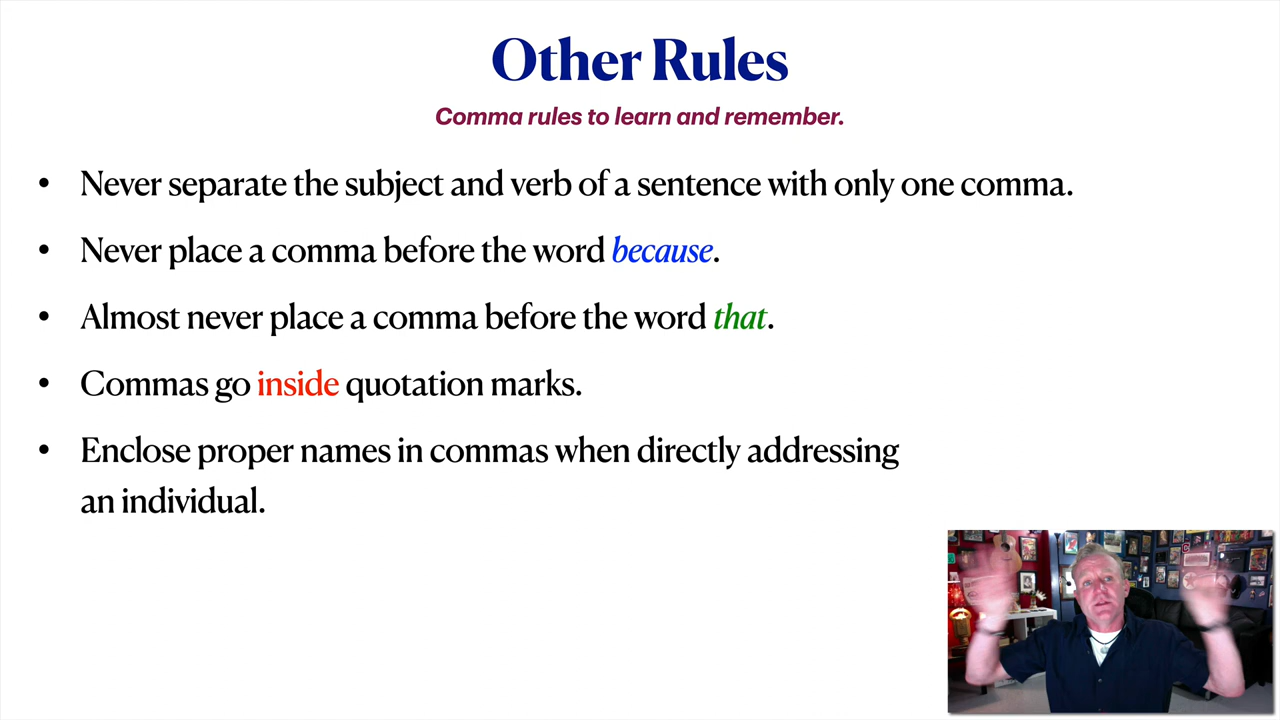 Other Rules
Comma rules to learn and remember.
• Never separate the subject and verb of a sentence with only one comma.
• Never place a comma before the word because.
• Almost never place a comma before the word that.
• Commas go inside quotation marks.
• Enclose proper names in commas when directly addressing
an individual.